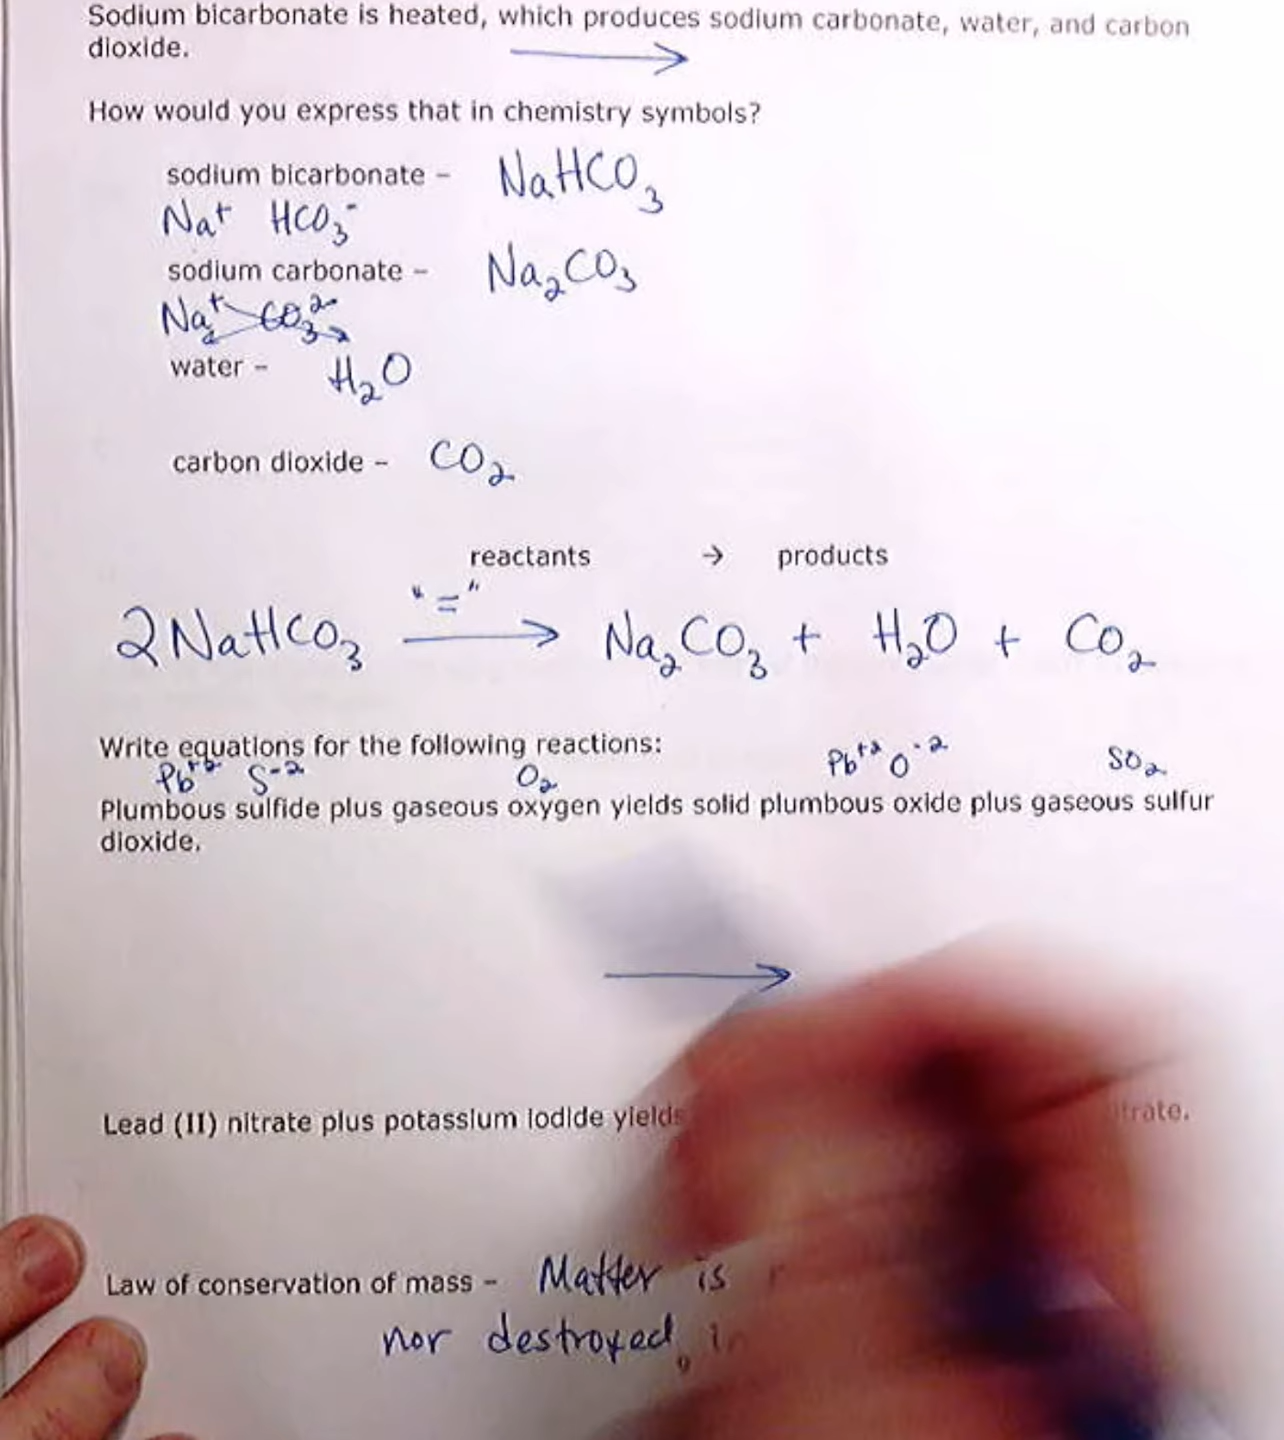 Sodium bicarbonate is heated, which produces sodium carbonate, water, and carbon
dioxide.
How would you express that in chemistry symbols?
sodium bicarbonate - NaHCO₃
Na⁺ HCO₃⁻
sodium carbonate - Na₂CO₃
Na₂⁺ CO₃²⁻
water - H₂O
carbon dioxide - CO₂
reactants → products
"="
2NaHCO₃ → Na₂CO₃ + H₂O + CO₂
Write equations for the following reactions:
Pb⁺² S⁻² O₂ Pb⁺² O⁻² SO₂
Plumbous sulfide plus gaseous oxygen yields solid plumbous oxide plus gaseous sulfur
dioxide.
→
Lead (II) nitrate plus potassium iodide yields
Law of conservation of mass - Matter is
nor destroyed,